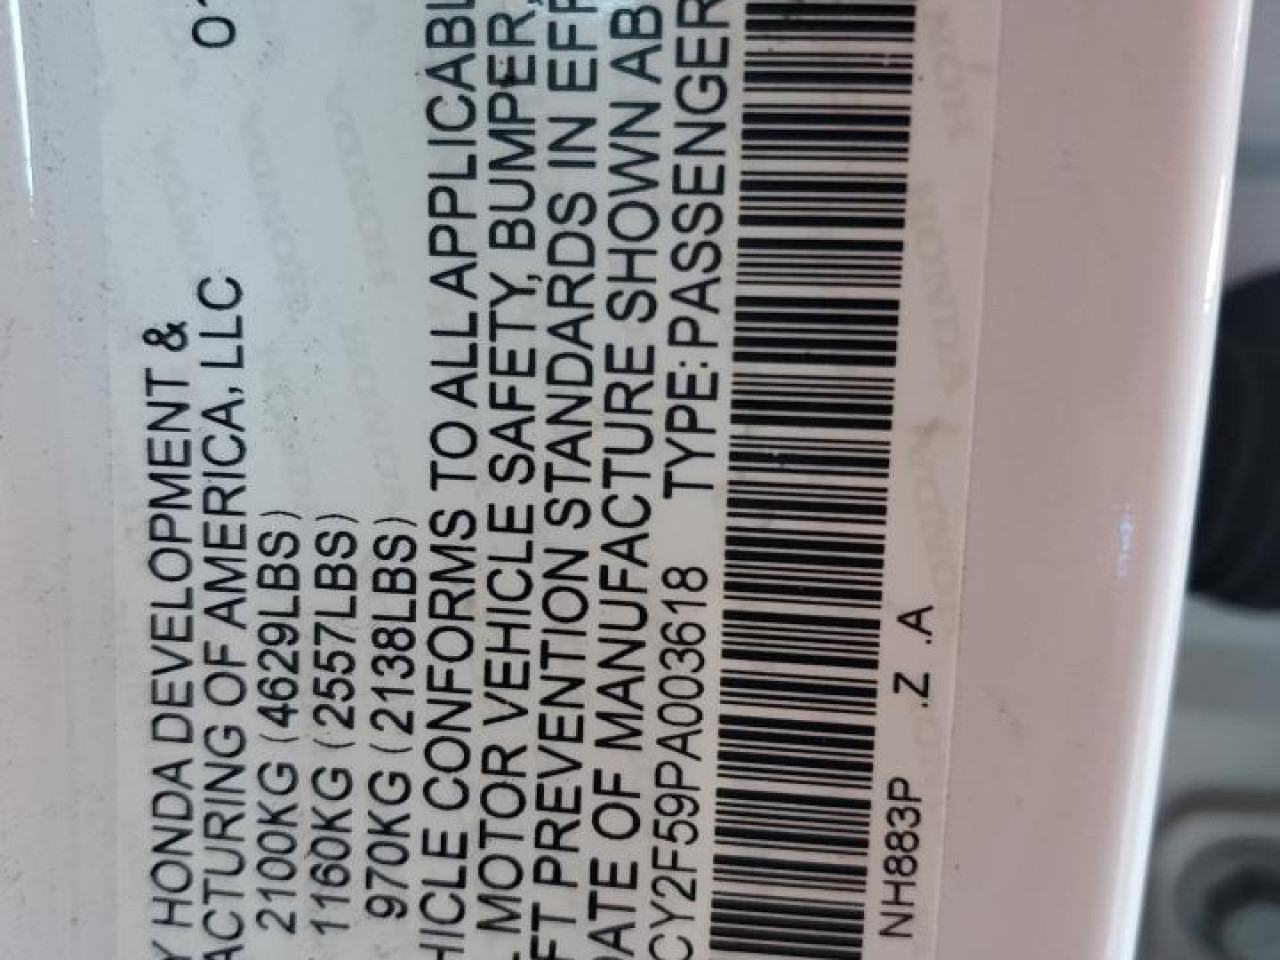 Y HONDA DEVELOPMENT &
ACTURING OF AMERICA, LLC 0
2100KG (4629LBS)
1160KG (2557LBS)
970KG (2138LBS)
HICLE CONFORMS TO ALL APPLICABL
MOTOR VEHICLE SAFETY, BUMPER,
FT PREVENTION STANDARDS IN EFF
DATE OF MANUFACTURE SHOWN AB
CY2F59PA003618 TYPE: PASSENGER
NH883P .Z .A